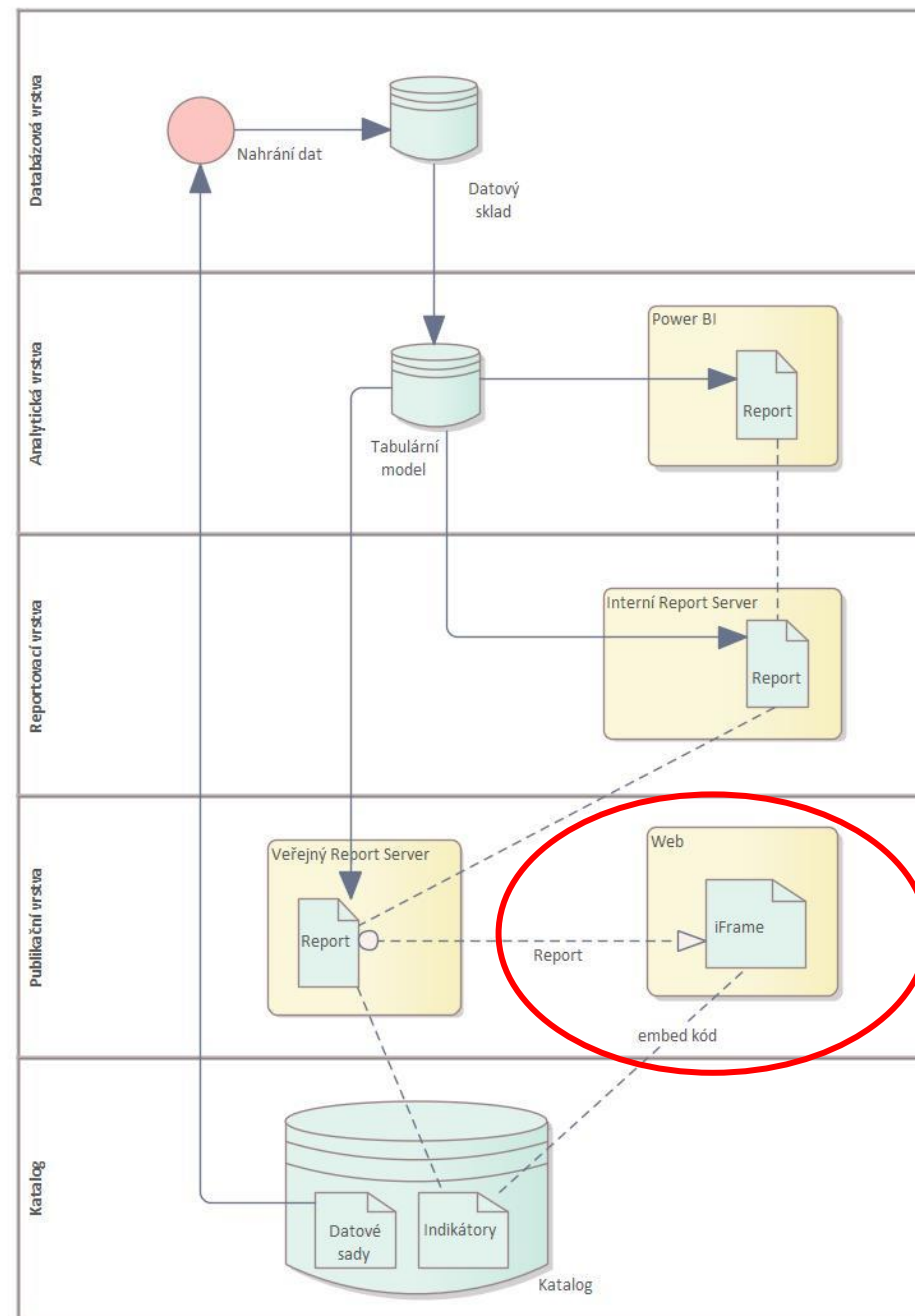 Databázová vrstva
Nahrání dat
Datový
sklad
Analytická vrstva
Power BI
Report
Tabulární
model
Reportovací vrstva
Interní Report Server
Report
Publikační vrstva
Veřejný Report Server
Web
Report
iFrame
Report
embed kód
Katalog
Datové
sady
Indikátory
Katalog